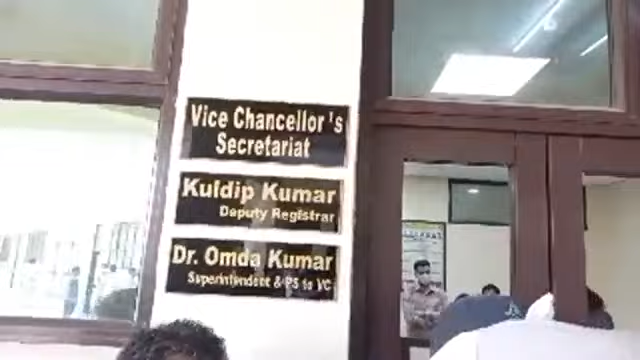 Vice Chancellor's
Secretariat
Kuldip Kumar
Deputy Registrar
Dr. Omda Kumar
Superintendent & PS to VC